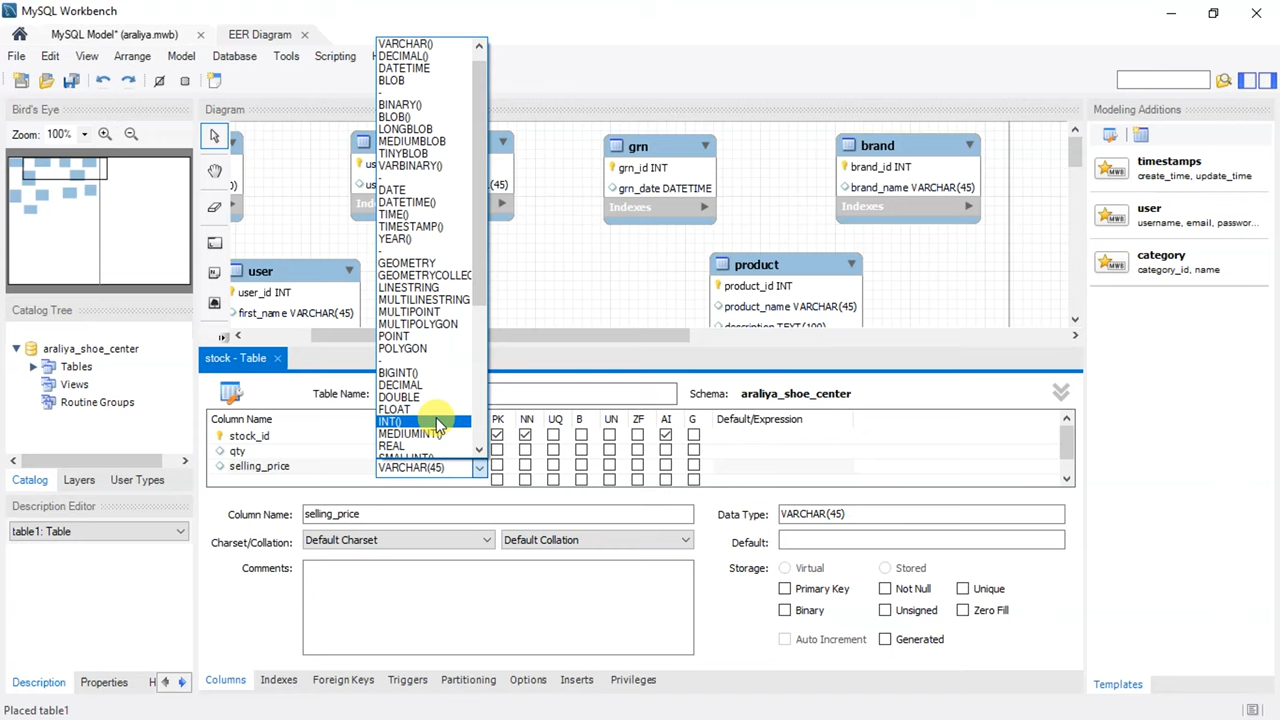 MySQL Workbench
MySQL Model* (araliya.mwb)
EER Diagram
File Edit View Arrange Model Database Tools Scripting
Bird's Eye
Zoom: 100%
Diagram
Modeling Additions
timestamps
create_time, update_time
user
username, email, passwor...
category
category_id, name
grn
grn_id INT
grn_date DATETIME
Indexes
brand
brand_id INT
brand_name VARCHAR(45)
Indexes
user
user_id INT
first_name VARCHAR(45)
product
product_id INT
product_name VARCHAR(45)
description TEXT(100)
VARCHAR()
DECIMAL()
DATETIME
BLOB
-
BINARY()
BLOB()
LONGBLOB
MEDIUMBLOB
TINYBLOB
VARBINARY()
-
DATE
DATETIME()
TIME()
TIMESTAMP()
YEAR()
-
GEOMETRY
GEOMETRYCOLLEC
LINESTRING
MULTILINESTRING
MULTIPOINT
MULTIPOLYGON
POINT
POLYGON
-
BIGINT()
DECIMAL
DOUBLE
FLOAT
INT()
MEDIUMINT()
REAL
SMALLINT()
VARCHAR(45)
Catalog Tree
araliya_shoe_center
Tables
Views
Routine Groups
Catalog Layers User Types
Description Editor
table1: Table
Description Properties H
stock - Table
Table Name:
Schema: araliya_shoe_center
Column Name PK NN UQ B UN ZF AI G Default/Expression
stock_id
qty
selling_price
Column Name: selling_price
Data Type: VARCHAR(45)
Charset/Collation: Default Charset Default Collation
Default:
Comments:
Storage: Virtual Stored
Primary Key Not Null Unique
Binary Unsigned Zero Fill
Auto Increment Generated
Columns Indexes Foreign Keys Triggers Partitioning Options Inserts Privileges
Templates
Placed table1